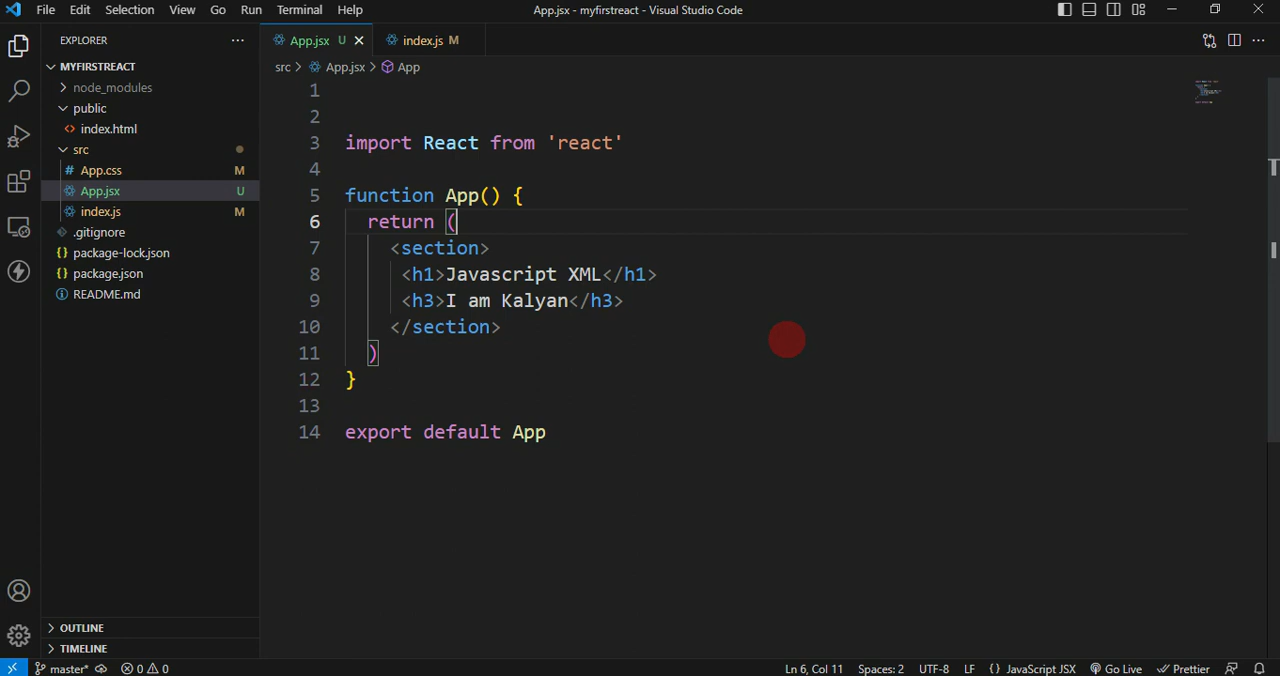 File Edit Selection View Go Run Terminal Help App.jsx - myfirstreact - Visual Studio Code
EXPLORER
MYFIRSTREACT
node_modules
public
<> index.html
src
# App.css M
App.jsx U
index.js M
.gitignore
{} package-lock.json
{} package.json
README.md
OUTLINE
TIMELINE
App.jsx U index.js M
src > App.jsx > App
1
2
3 import React from 'react'
4
5 function App() {
6 return (
7 <section>
8 <h1>Javascript XML</h1>
9 <h3>I am Kalyan</h3>
10 </section>
11 )
12 }
13
14 export default App
master* 0 0 Ln 6, Col 11 Spaces: 2 UTF-8 LF {} JavaScript JSX Go Live Prettier